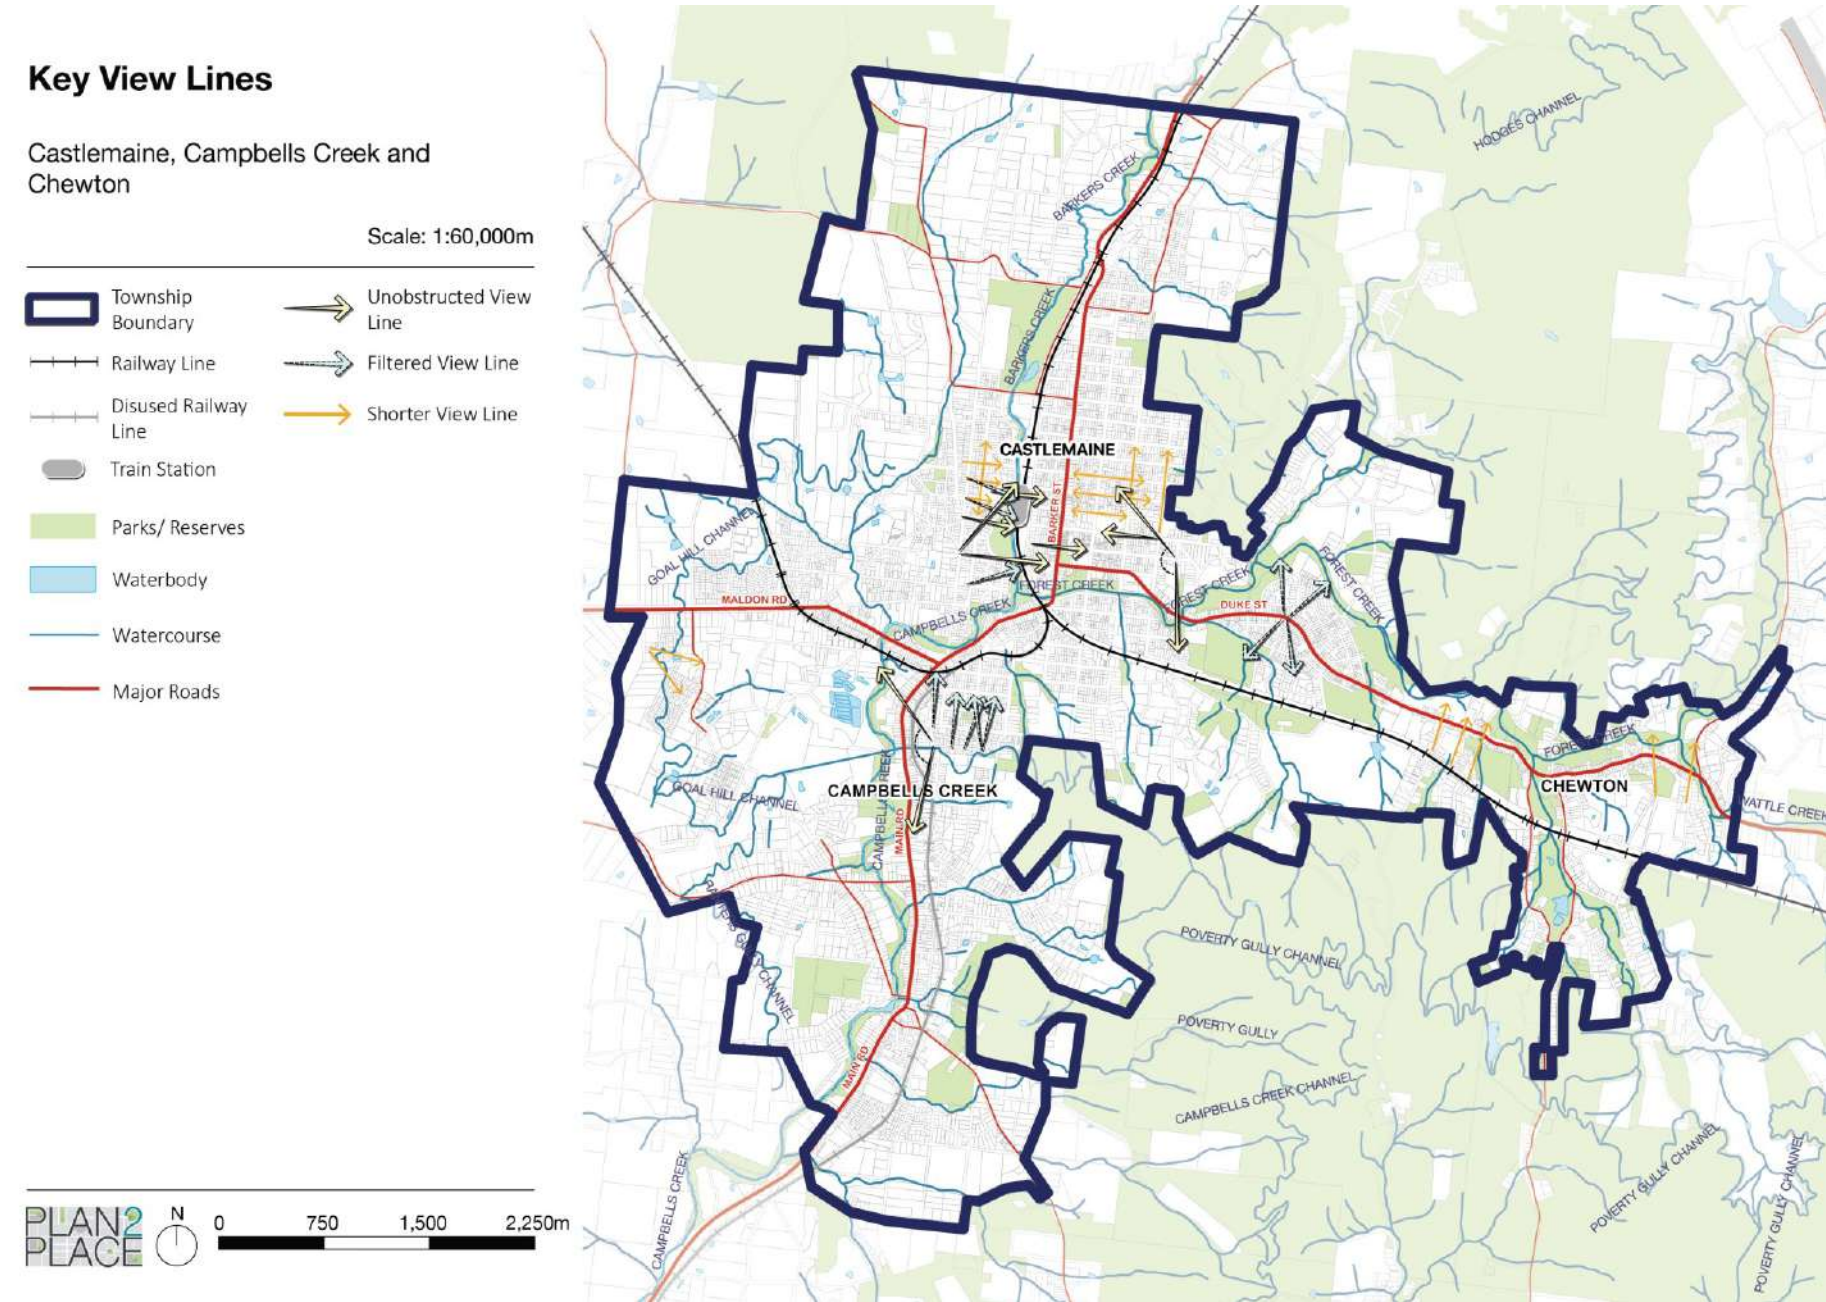 Key View Lines
Castlemaine, Campbells Creek and
Chewton
Scale: 1:60,000m
Township
Boundary
Railway Line
Disused Railway
Line
Train Station
Parks/ Reserves
Waterbody
Watercourse
Major Roads
Unobstructed View
Line
Filtered View Line
Shorter View Line
PLAN2
PLACE
N
0 750 1,500 2,250m
HODGES CHANNEL
BARKERS CREEK
BARKERS CREEK
CASTLEMAINE
BARKER ST
GOAL HILL CHANNEL
MALDON RD
FOREST CREEK
FOREST CREEK
FOREST CREEK
DUKE ST
CAMPBELLS CREEK
CAMPBELLS CREEK
GOAL HILL CHANNEL
CAMPBELLS CREEK
MAIN RD
FOREST CREEK
CHEWTON
WATTLE CREEK
RANTERS GULLY CHANNEL
POVERTY GULLY CHANNEL
POVERTY GULLY
MAIN RD
CAMPBELLS CREEK CHANNEL
CAMPBELLS CREEK
POVERTY GULLY CHANNEL
POVERTY GULLY CHANNEL